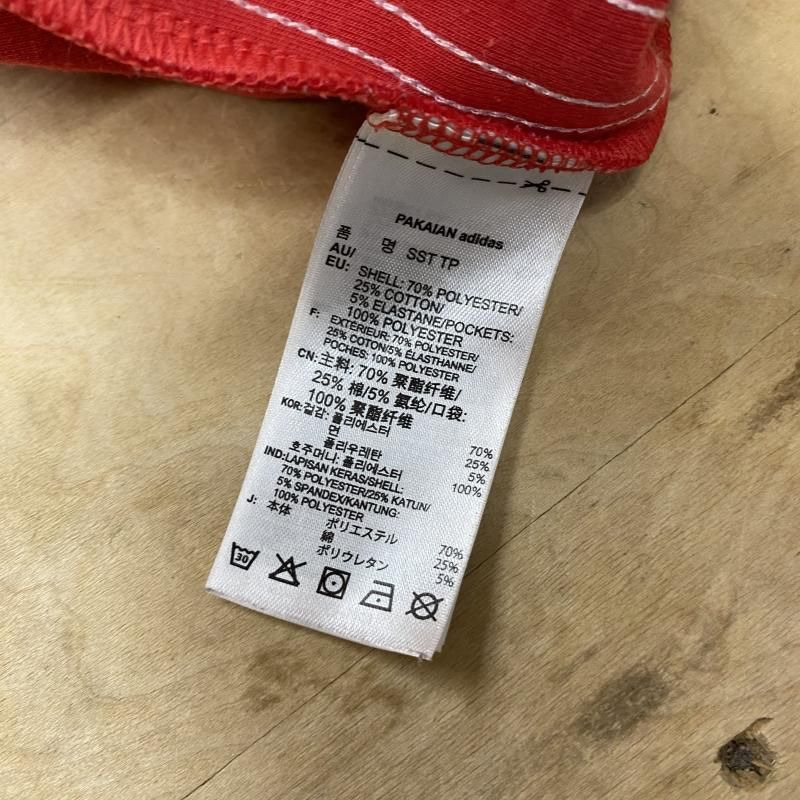 PAKAIAN adidas
품 명 SST TP
AU/
EU: SHELL: 70% POLYESTER/
25% COTTON/
5% ELASTANE/POCKETS:
100% POLYESTER
F: EXTÉRIEUR: 70% POLYESTER/
25% COTON/5% ÉLASTHANNE/
POCHES: 100% POLYESTER
CN: 主料: 70% 聚酯纤维/
25% 棉/5% 氨纶/口袋:
100% 聚酯纤维
KOR: 겉감: 폴리에스터 70%
면 25%
폴리우레탄 5%
호주머니: 폴리에스터 100%
IND: LAPISAN KERAS/SHELL:
70% POLYESTER/25% KATUN/
5% SPANDEX/KANTUNG:
100% POLYESTER
J: 本体 ポリエステル 70%
綿 25%
ポリウレタン 5%
30